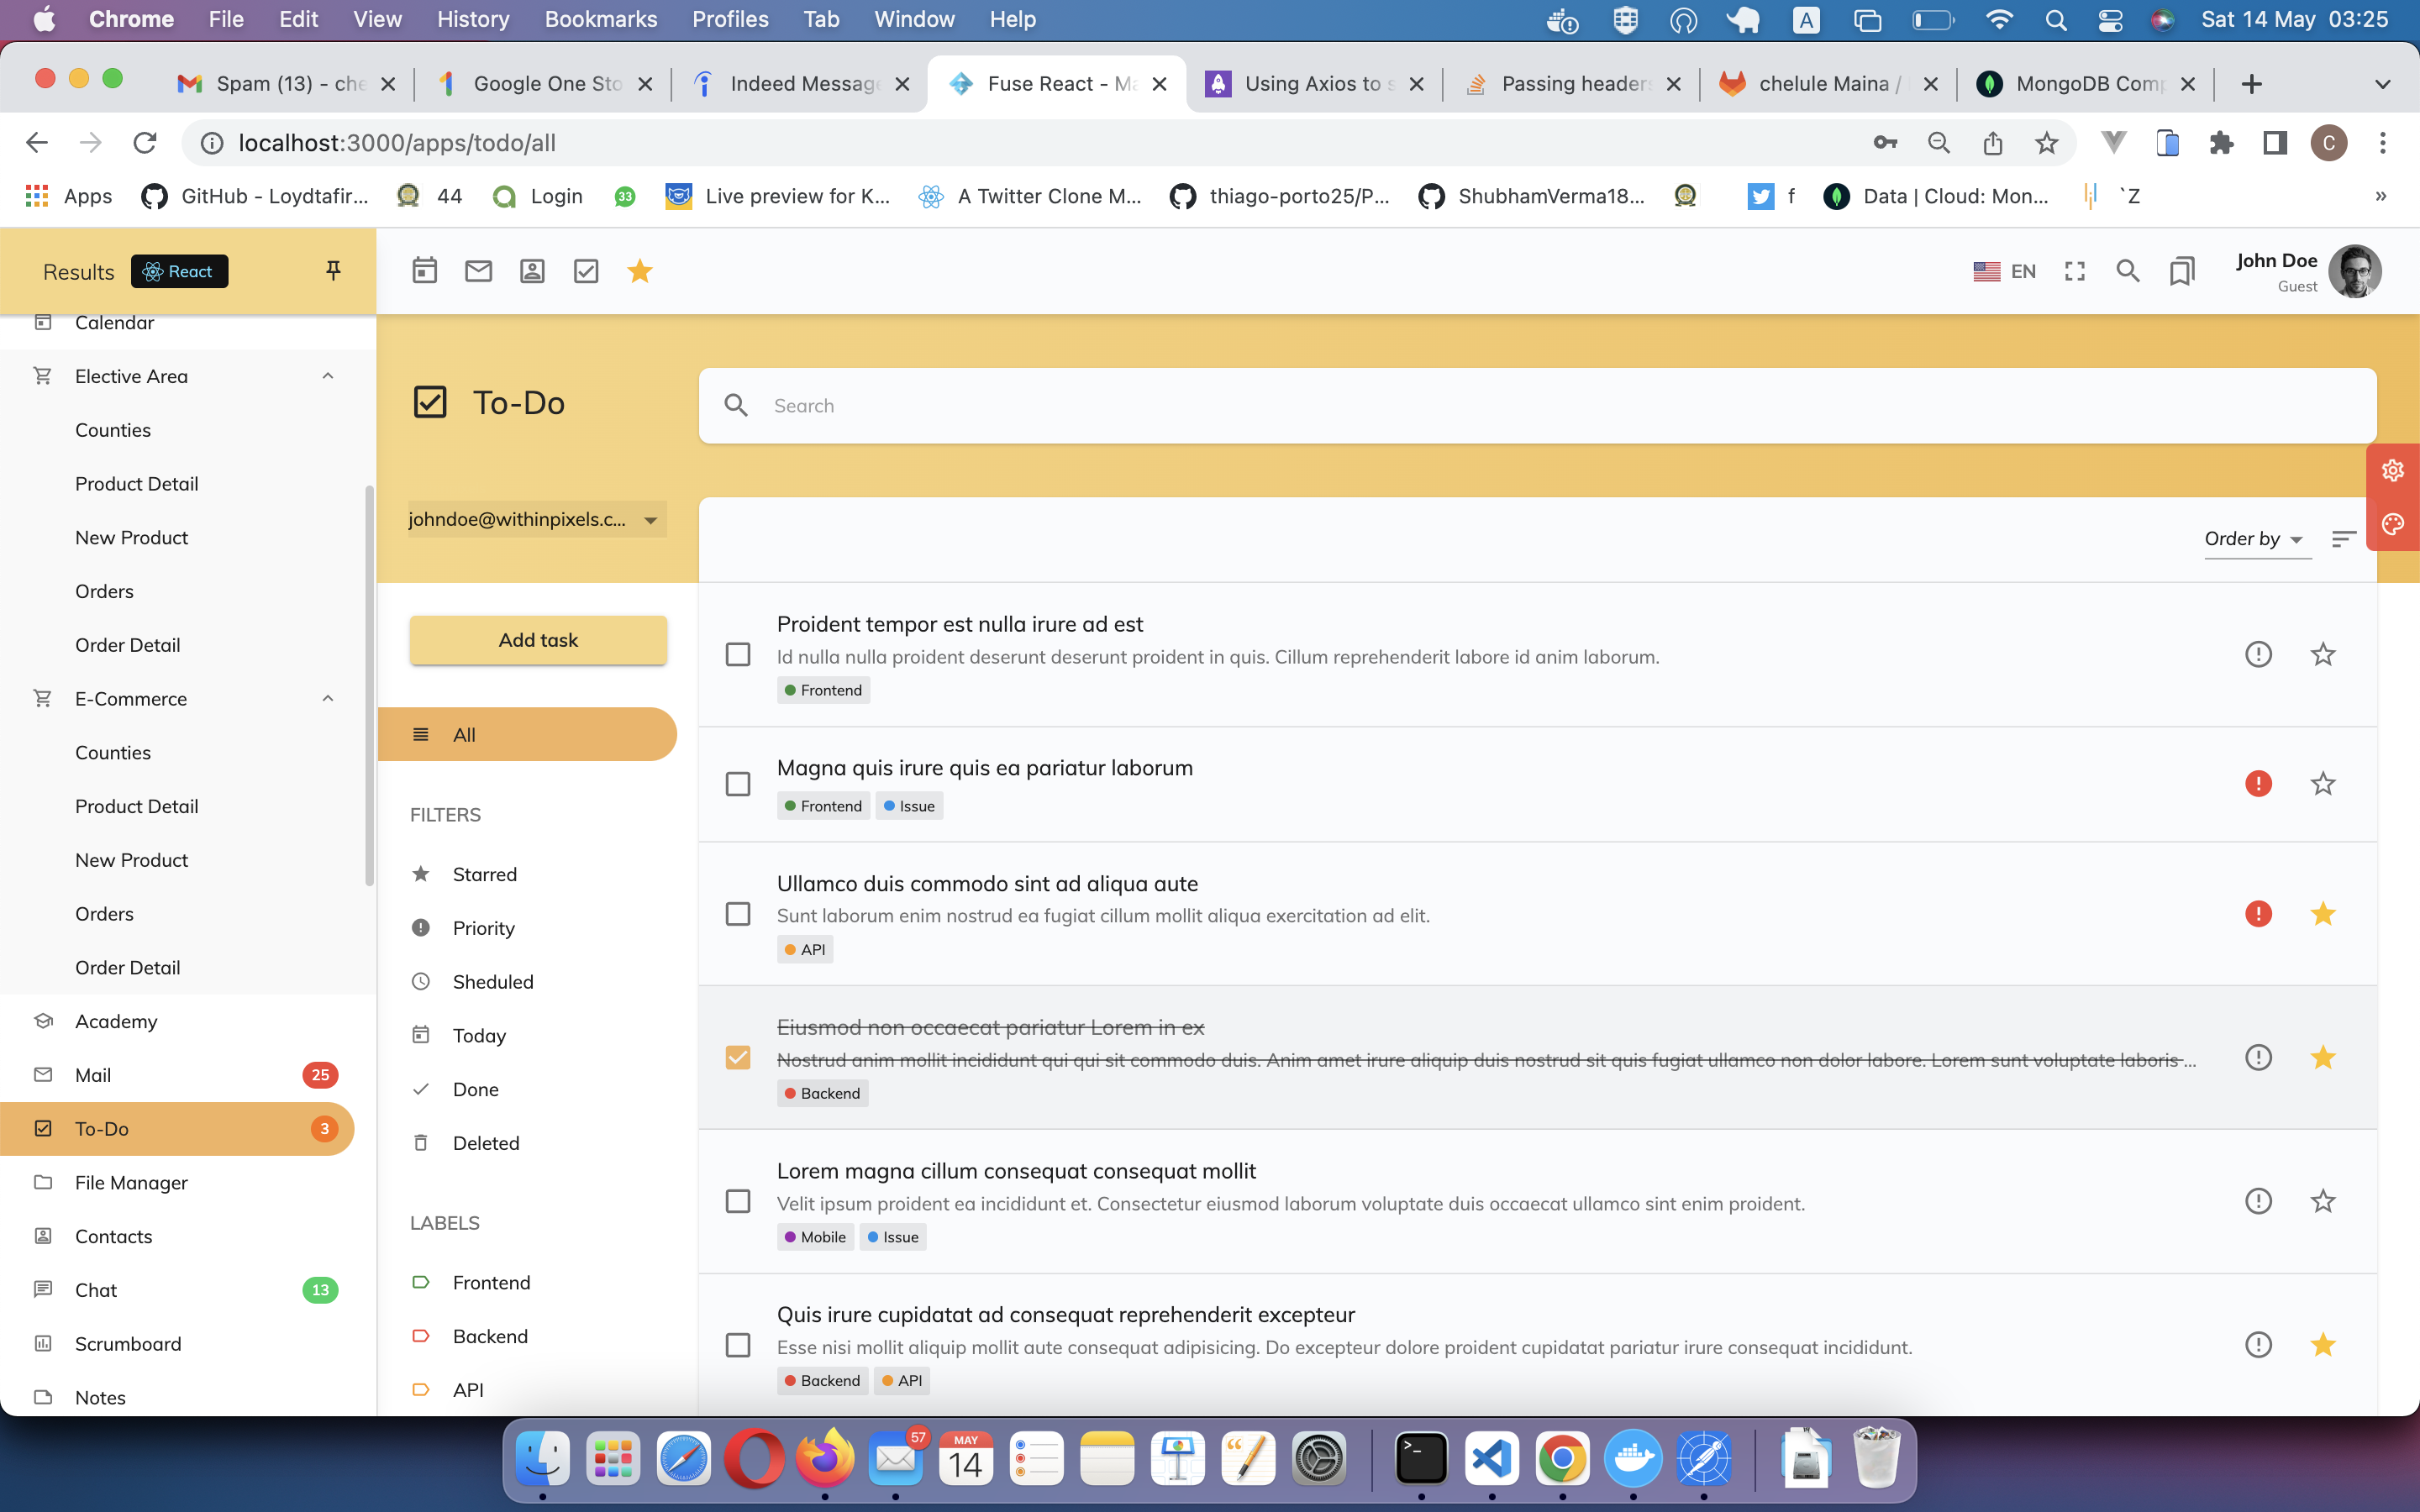 Chrome File Edit View History Bookmarks Profiles Tab Window Help A Sat 14 May 03:25
Spam (13) - che Google One Sto Indeed Message Fuse React - Ma Using Axios to s Passing headers chelule Maina / MongoDB Comp
localhost:3000/apps/todo/all C
Apps GitHub - Loydtafir... 44 Login 33 Live preview for K... A Twitter Clone M... thiago-porto25/P... ShubhamVerma18... f Data | Cloud: Mon... `Z »
Results React
EN
John Doe
Guest
Calendar
Elective Area
Counties
Product Detail
New Product
Orders
Order Detail
E-Commerce
Counties
Product Detail
New Product
Orders
Order Detail
Academy
Mail 25
To-Do 3
File Manager
Contacts
Chat 13
Scrumboard
Notes
To-Do
Search
johndoe@withinpixels.c...
Order by
Add task
All
FILTERS
Starred
Priority
Sheduled
Today
Done
Deleted
LABELS
Frontend
Backend
API
Proident tempor est nulla irure ad est
Id nulla nulla proident deserunt deserunt proident in quis. Cillum reprehenderit labore id anim laborum.
Frontend
Magna quis irure quis ea pariatur laborum
Frontend Issue
Ullamco duis commodo sint ad aliqua aute
Sunt laborum enim nostrud ea fugiat cillum mollit aliqua exercitation ad elit.
API
Eiusmod non occaecat pariatur Lorem in ex
Nostrud anim mollit incididunt qui qui sit commodo duis. Anim amet irure aliquip duis nostrud sit quis fugiat ullamco non dolor labore. Lorem sunt voluptate laboris ...
Backend
Lorem magna cillum consequat consequat mollit
Velit ipsum proident ea incididunt et. Consectetur eiusmod laborum voluptate duis occaecat ullamco sint enim proident.
Mobile Issue
Quis irure cupidatat ad consequat reprehenderit excepteur
Esse nisi mollit aliquip mollit aute consequat adipisicing. Do excepteur dolore proident cupidatat pariatur irure consequat incididunt.
Backend API
57
MAY
14